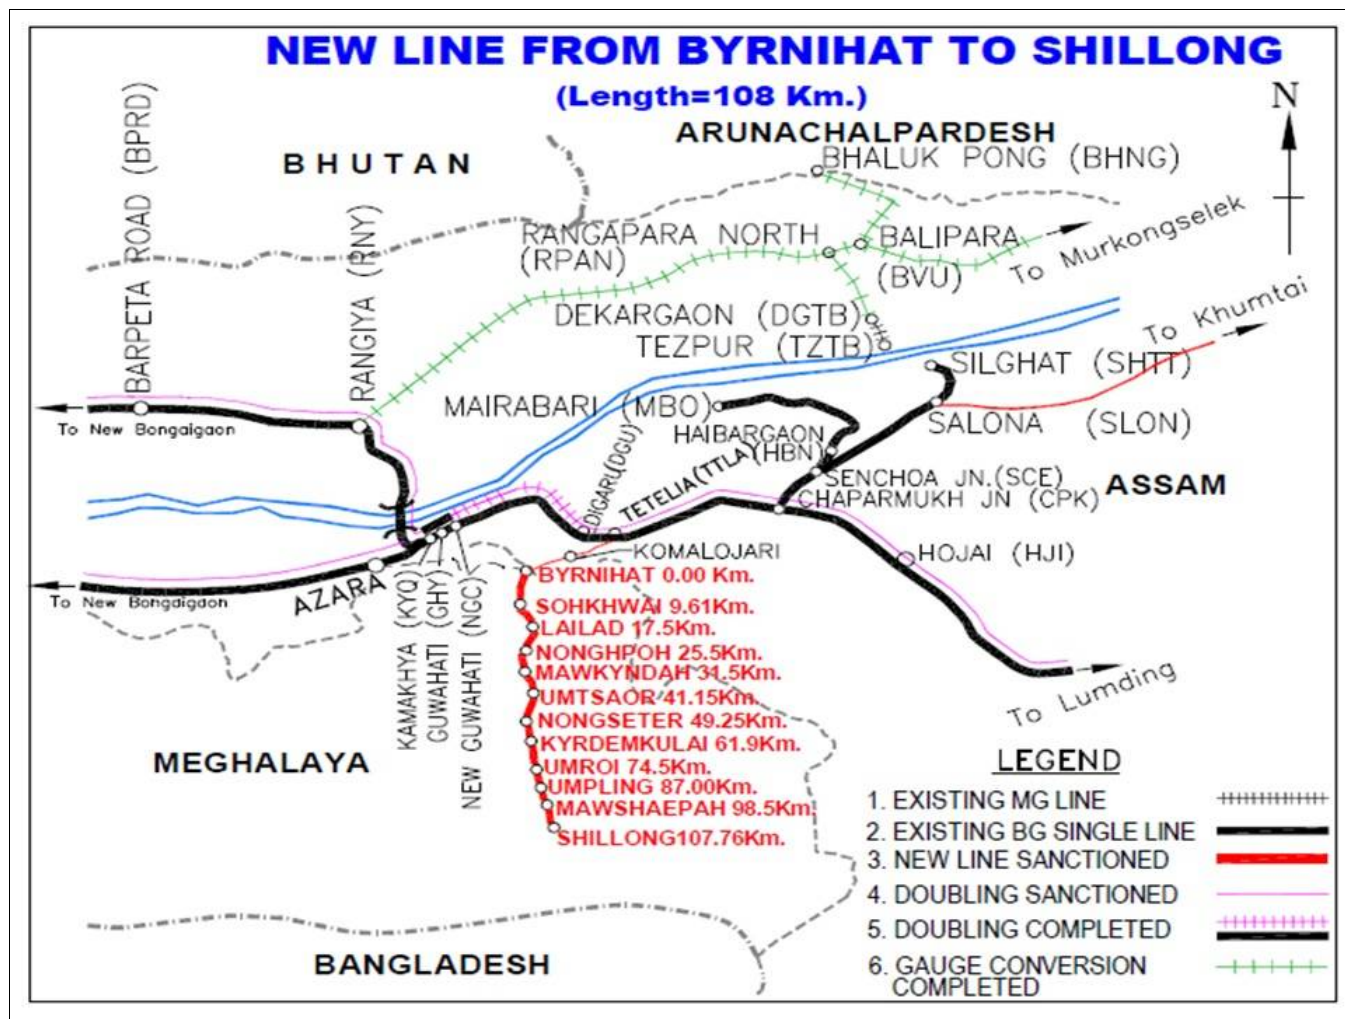 NEW LINE FROM BYRNIHAT TO SHILLONG
(Length=108 Km.)
N
ARUNACHALPARDESH
BHUTAN
BHALUK PONG (BHNG)
BARPETA ROAD (BPRD)
RANGIYA (RNY)
RANGAPARA NORTH
(RPAN)
BALIPARA
(BVU)
To Murkongselek
DEKARGAON (DGTB)
TEZPUR (TZTB)
To Khumtai
SILGHAT (SHTT)
MAIRABARI (MBO)
SALONA (SLON)
To New Bongaigaon
HAIBARGAON
(HBN)
DIGARU(DGU)
TETELIA(TTLA)
SENCHOA JN.(SCE)
CHAPARMUKH JN (CPK)
ASSAM
KOMALOJARI
HOJAI (HJI)
AZARA
To New Bongaigaon
KAMAKHYA (KYQ)
GUWAHATI (GHY)
NEW GUWAHATI (NGC)
BYRNIHAT 0.00 Km.
SOHKHWAI 9.61Km.
LAILAD 17.5Km.
NONGHPOH 25.5Km.
MAWKYNDAH 31.5Km.
UMTSAOR 41.15Km.
NONGSETER 49.25Km.
KYRDEMKULAI 61.9Km.
UMROI 74.5Km.
UMPLING 87.00Km.
MAWSHAEPAH 98.5Km.
SHILLONG107.76Km.
To Lumding
MEGHALAYA
BANGLADESH
LEGEND
1. EXISTING MG LINE
2. EXISTING BG SINGLE LINE
3. NEW LINE SANCTIONED
4. DOUBLING SANCTIONED
5. DOUBLING COMPLETED
6. GAUGE CONVERSION
COMPLETED